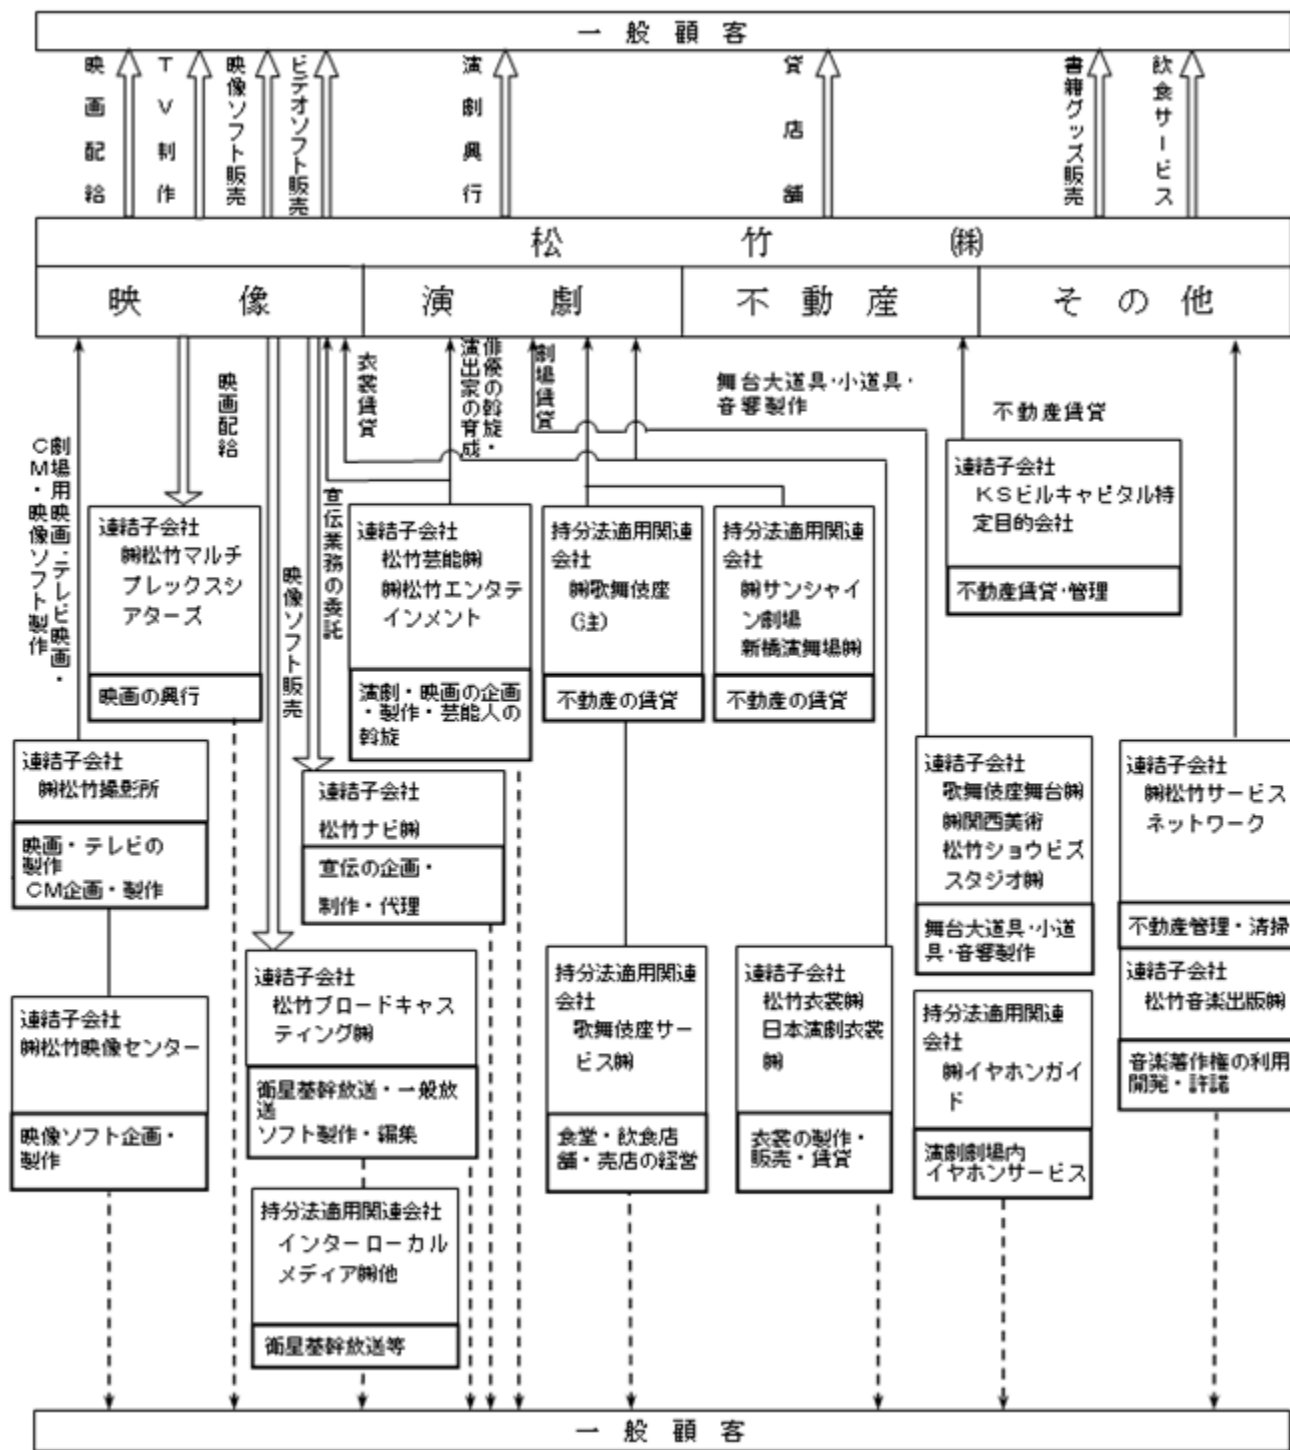 一般顧客
映画配給
TV制作
映像ソフト販売
ビデオソフト販売
演劇興行
貸店舗
書籍グッズ販売
飲食サービス
松竹㈱
映像
演劇
不動産
その他
劇場用映画・テレビ映画・
CM・映像ソフト製作
映画配給
映像ソフト販売
宣伝業務の委託
衣裳賃貸
俳優の斡旋・
演出家の育成
劇場賃貸
舞台大道具・小道具・
音響製作
不動産賃貸
連結子会社
㈱松竹マルチ
プレックスシ
アターズ
映画の興行
連結子会社
松竹芸能㈱
㈱松竹エンタテ
インメント
演劇・映画の企画
・製作・芸能人の
斡旋
持分法適用関連
会社
㈱歌舞伎座
(注)
不動産の賃貸
持分法適用関連
会社
㈱サンシャイ
ン劇場
新橋演舞場㈱
不動産の賃貸
連結子会社
KSビルキャピタル特
定目的会社
不動産賃貸・管理
連結子会社
㈱松竹撮影所
映画・テレビの
製作
CM企画・製作
連結子会社
松竹ナビ㈱
宣伝の企画・
制作・代理
連結子会社
歌舞伎座舞台㈱
㈱関西美術
松竹ショウビズ
スタジオ㈱
舞台大道具・小道
具・音響製作
連結子会社
㈱松竹サービス
ネットワーク
不動産管理・清掃
連結子会社
㈱松竹映像センター
映像ソフト企画・
製作
連結子会社
松竹ブロードキャス
ティング㈱
衛星基幹放送・一般放
送
ソフト製作・編集
持分法適用関連
会社
歌舞伎座サー
ビス㈱
食堂・飲食店
舗・売店の経営
連結子会社
松竹衣裳㈱
日本演劇衣裳
㈱
衣裳の製作・
販売・賃貸
持分法適用関連
会社
㈱イヤホンガイ
ド
演劇劇場内
イヤホンサービス
連結子会社
松竹音楽出版㈱
音楽著作権の利用
開発・許諾
持分法適用関連会社
インターローカル
メディア㈱他
衛星基幹放送等
一般顧客